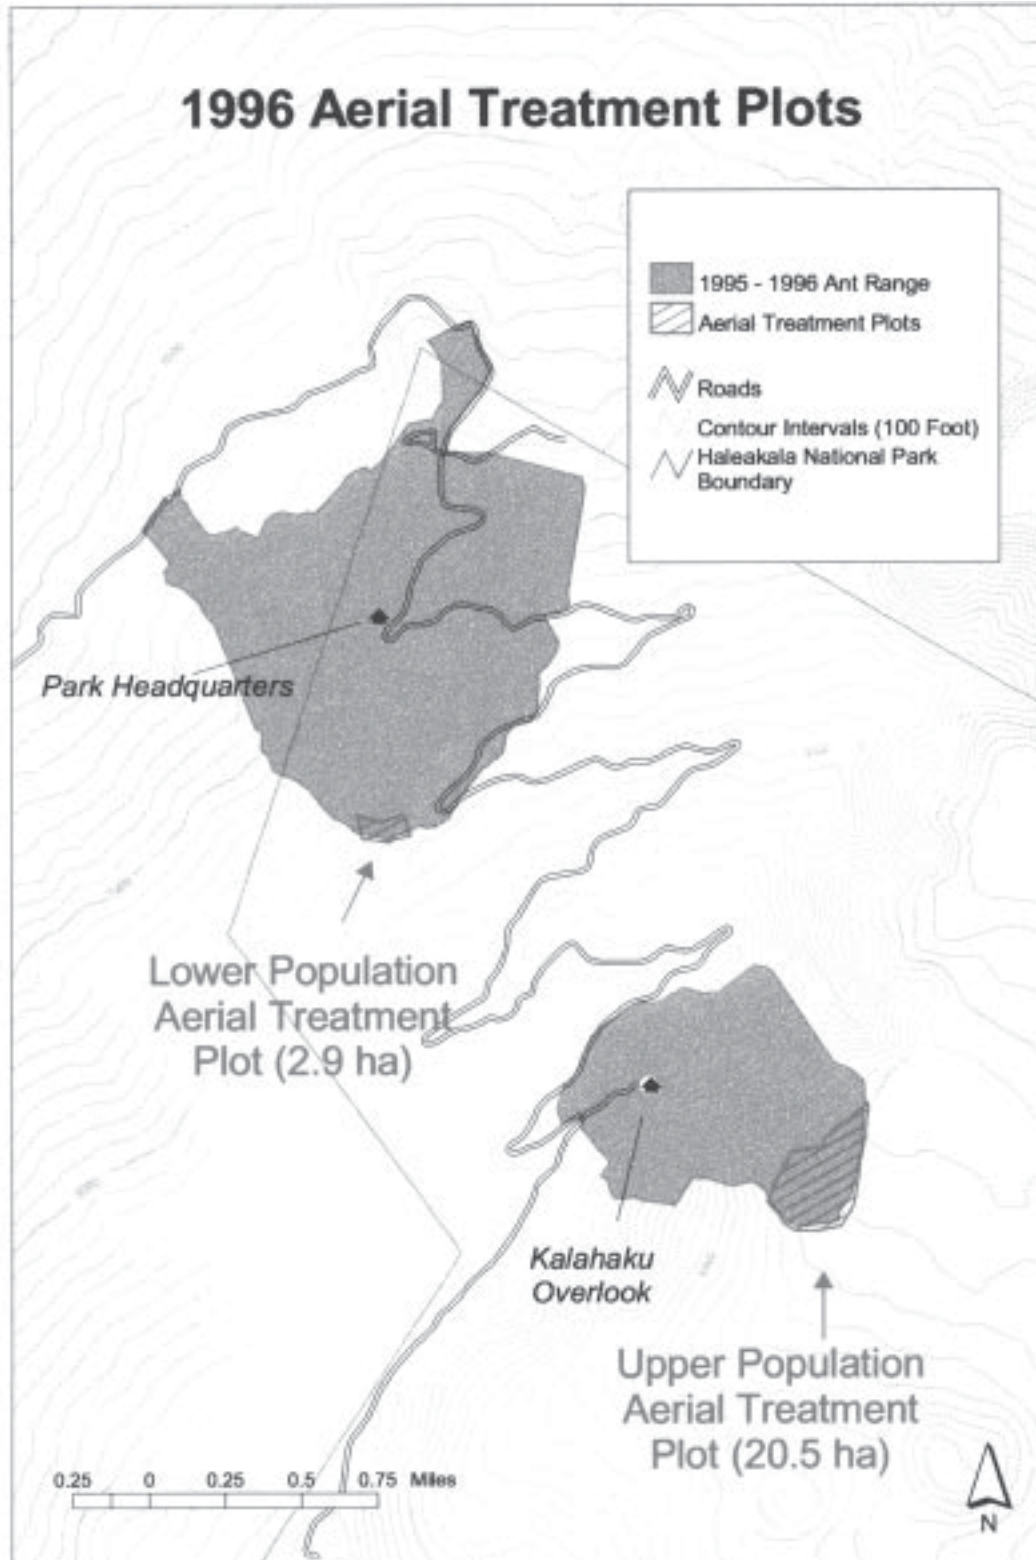 1996 Aerial Treatment Plots
1995 - 1996 Ant Range
Aerial Treatment Plots
Roads
Contour Intervals (100 Foot)
Haleakala National Park
Boundary
Park Headquarters
Lower Population
Aerial Treatment
Plot (2.9 ha)
Kalahaku
Overlook
Upper Population
Aerial Treatment
Plot (20.5 ha)
0.25 0 0.25 0.5 0.75 Miles
N